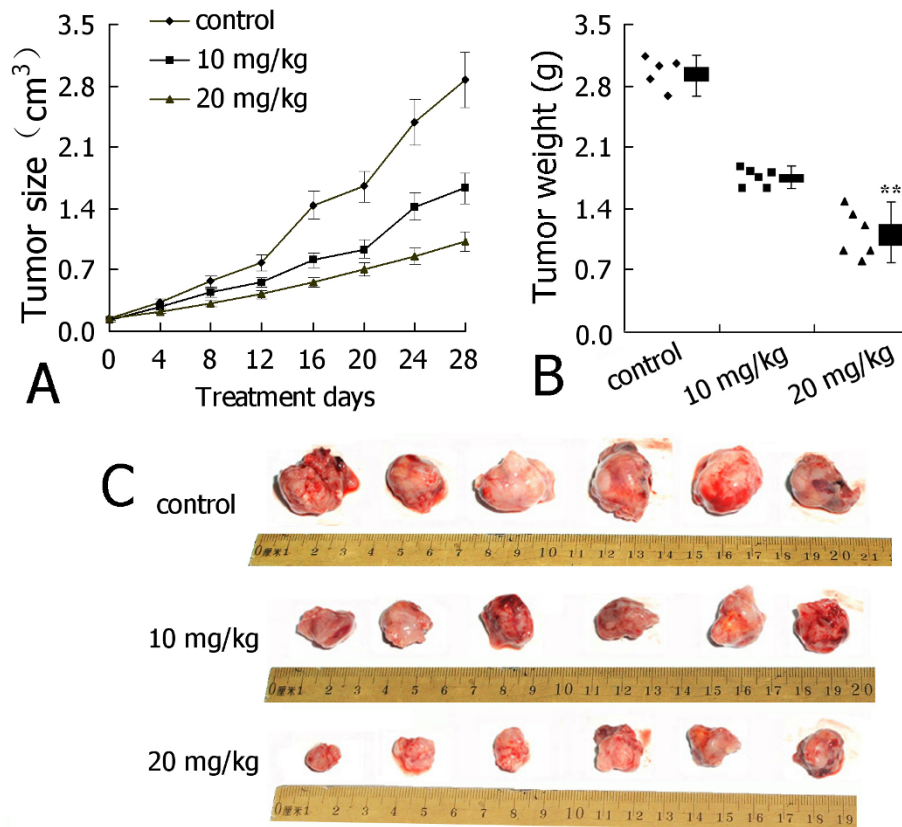 control
10 mg/kg
20 mg/kg
Tumor size (cm³)
3.5
2.8
2.1
1.4
0.7
0.0
0 4 8 12 16 20 24 28
Treatment days
A
Tumor weight (g)
3.5
2.8
2.1
1.4
0.7
0.0
**
control
10 mg/kg
20 mg/kg
B
C
control
0厘米1 2 3 4 5 6 7 8 9 10 11 12 13 14 15 16 17 18 19 20 21
10 mg/kg
0厘米1 2 3 4 5 6 7 8 9 10 11 12 13 14 15 16 17 18 19 20
20 mg/kg
0厘米1 2 3 4 5 6 7 8 9 10 11 12 13 14 15 16 17 18 19